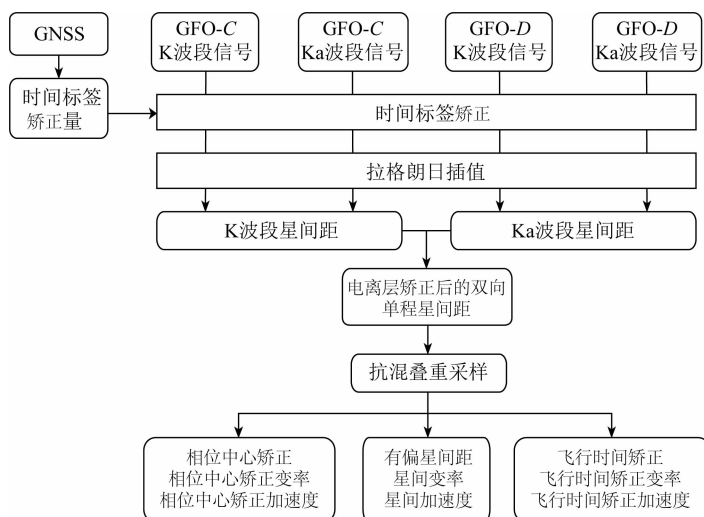 GNSS
GFO-C
K波段信号
GFO-C
Ka波段信号
GFO-D
K波段信号
GFO-D
Ka波段信号
时间标签
矫正量
时间标签矫正
拉格朗日插值
K波段星间距
Ka波段星间距
电离层矫正后的双向
单程星间距
抗混叠重采样
相位中心矫正
相位中心矫正变率
相位中心矫正加速度
有偏星间距
星间变率
星间加速度
飞行时间矫正
飞行时间矫正变率
飞行时间矫正加速度